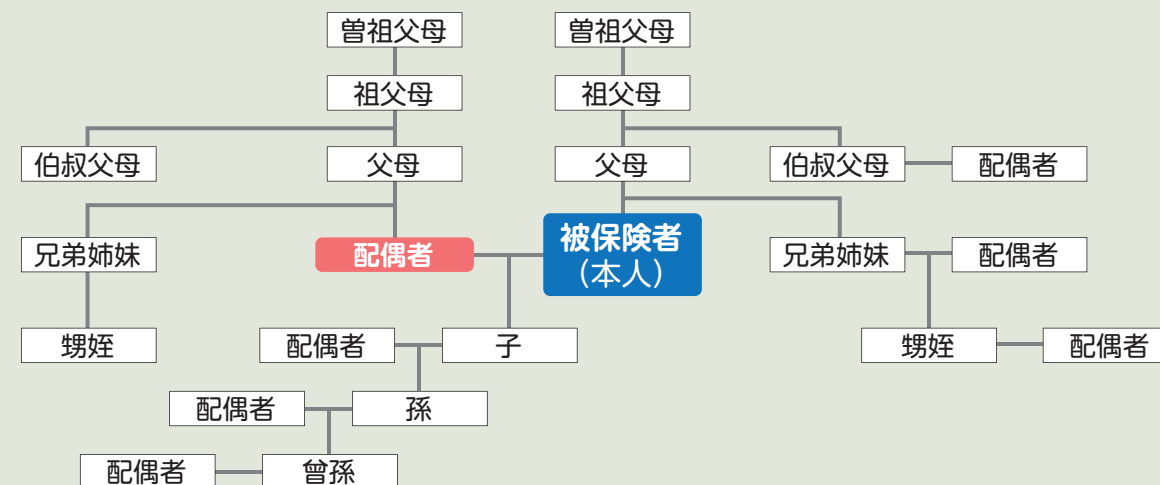 曽祖父母
曽祖父母
祖父母
祖父母
伯叔父母
父母
父母
伯叔父母
配偶者
兄弟姉妹
配偶者
被保険者
（本人）
兄弟姉妹
配偶者
甥姪
配偶者
子
甥姪
配偶者
配偶者
孫
配偶者
曾孫